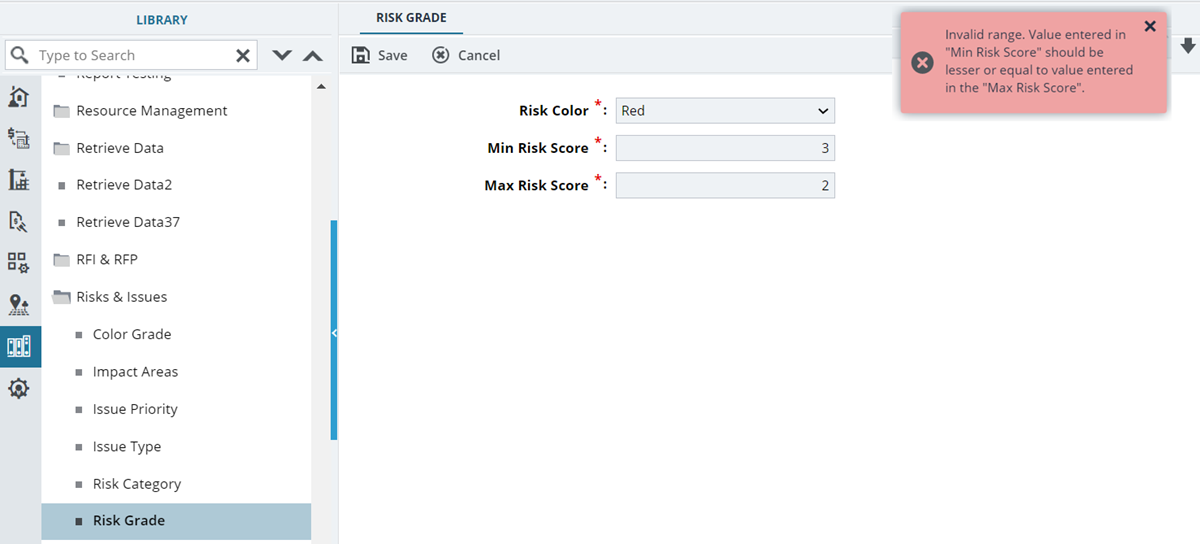 LIBRARY
Type to Search
Report Testing
Resource Management
Retrieve Data
Retrieve Data2
Retrieve Data37
RFI & RFP
Risks & Issues
Color Grade
Impact Areas
Issue Priority
Issue Type
Risk Category
Risk Grade
RISK GRADE
Save Cancel
Risk Color *: Red
Min Risk Score *: 3
Max Risk Score *: 2
Invalid range. Value entered in
"Min Risk Score" should be
lesser or equal to value entered
in the "Max Risk Score".